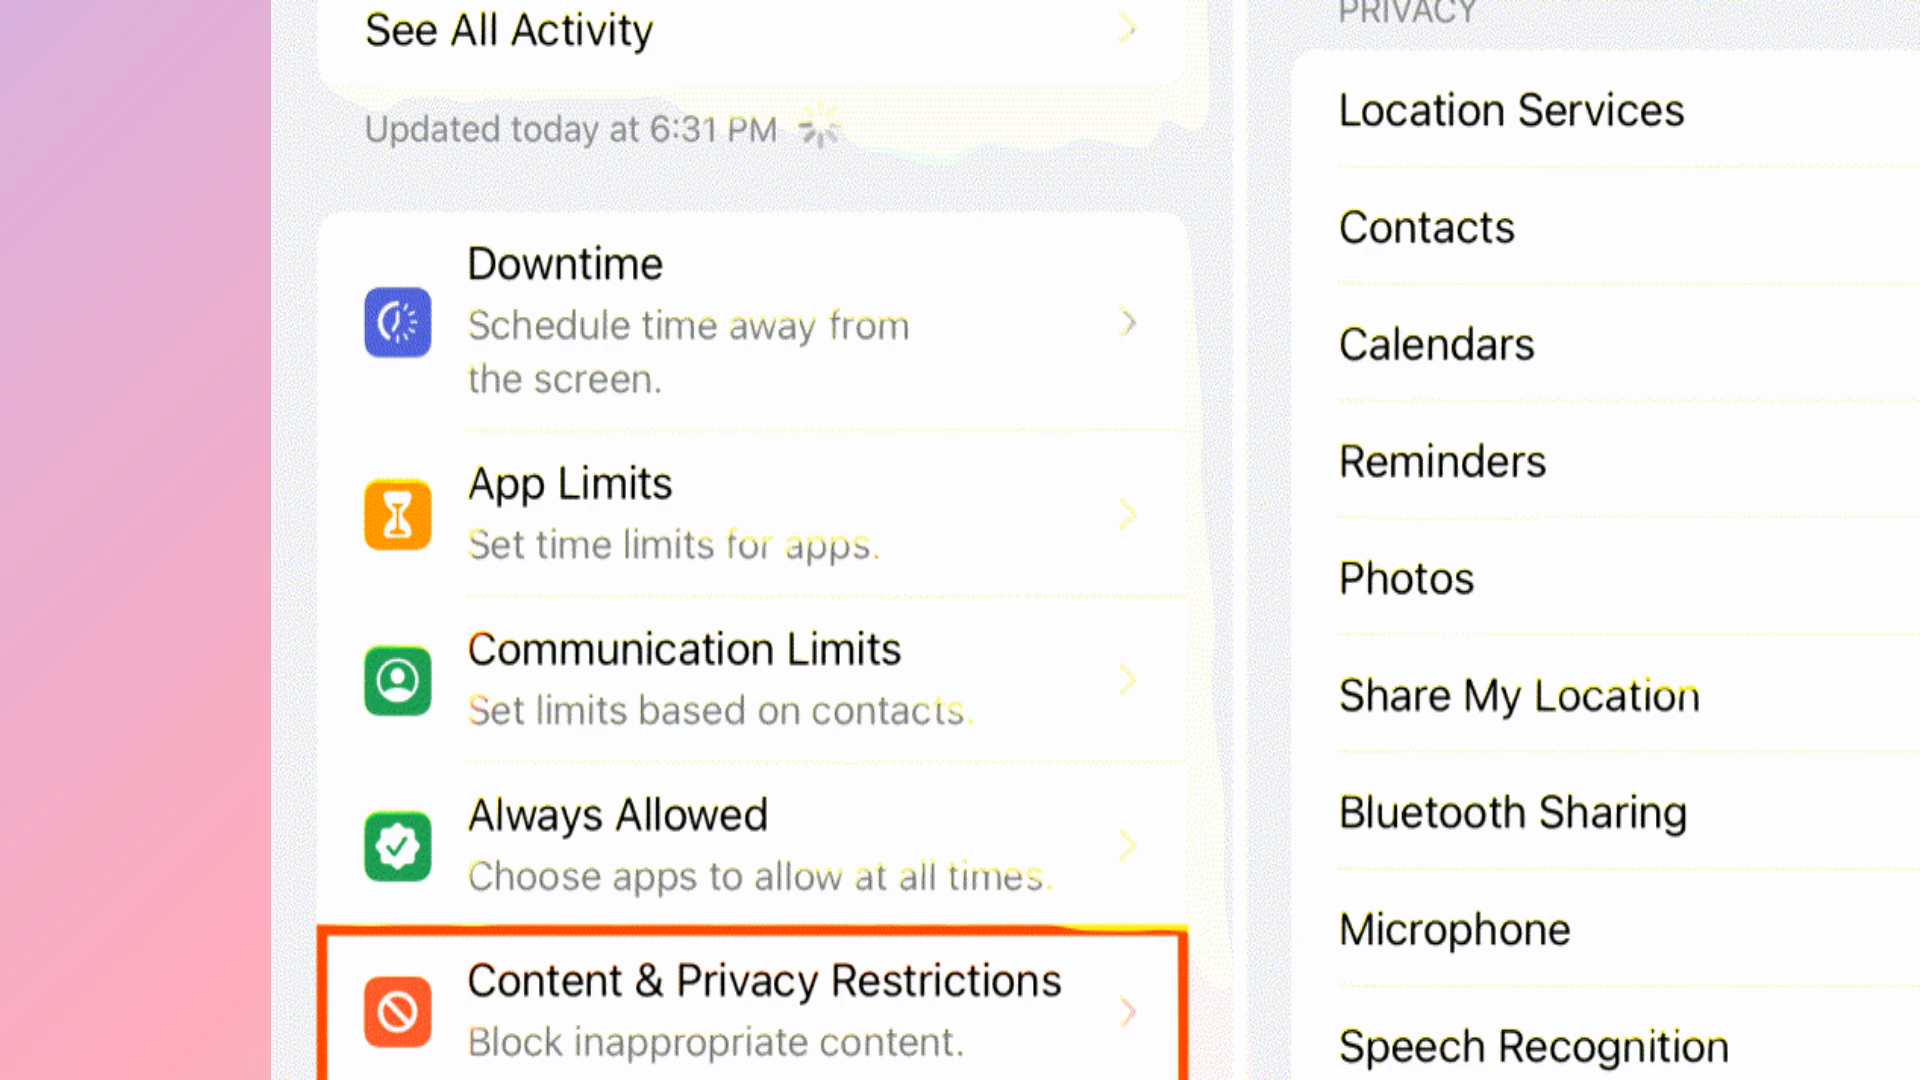 See All Activity
Updated today at 6:31 PM
Downtime
Schedule time away from
the screen.
App Limits
Set time limits for apps.
Communication Limits
Set limits based on contacts.
Always Allowed
Choose apps to allow at all times.
Content & Privacy Restrictions
Block inappropriate content.
PRIVACY
Location Services
Contacts
Calendars
Reminders
Photos
Share My Location
Bluetooth Sharing
Microphone
Speech Recognition